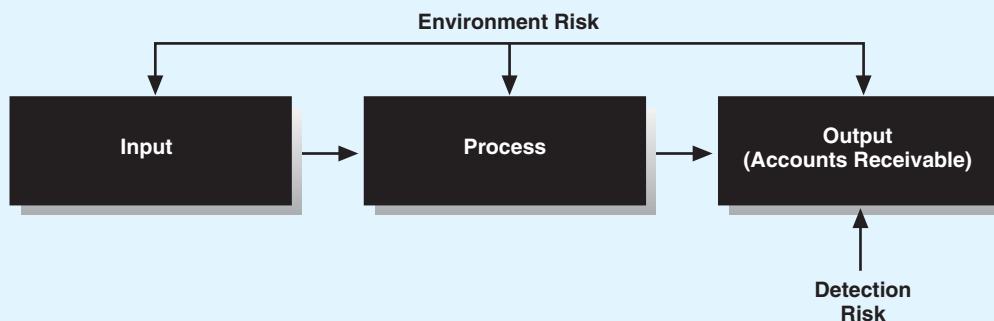 Environment Risk
Input
Process
Output
(Accounts Receivable)
Detection
Risk